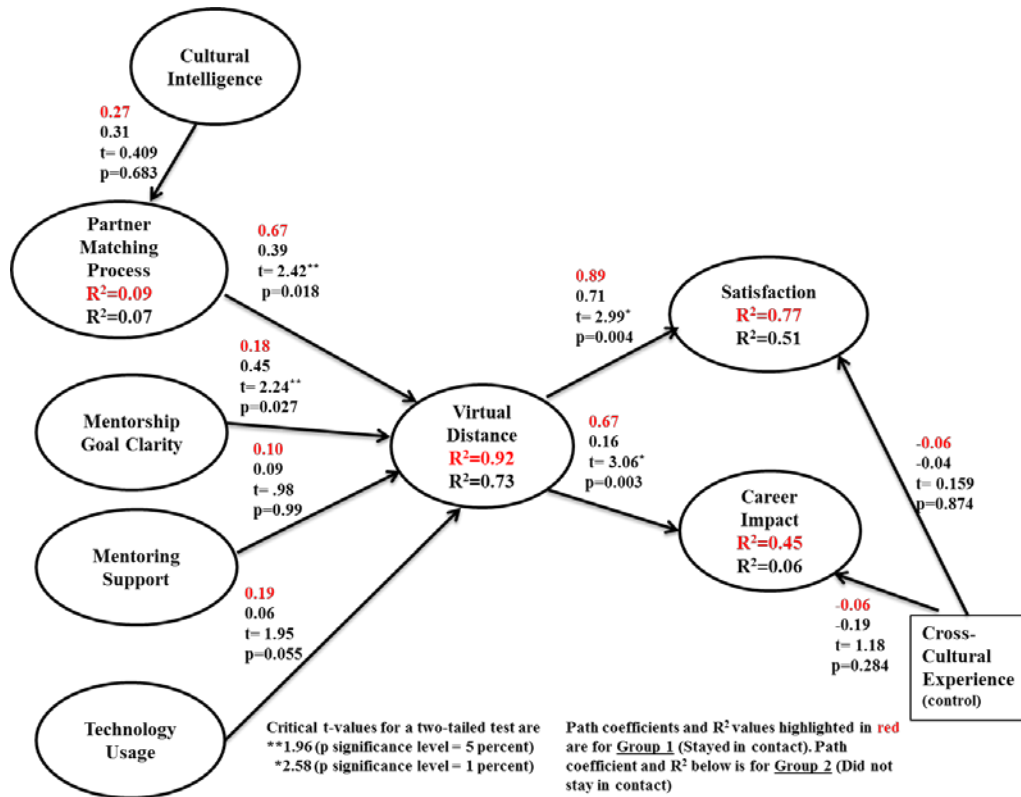 Cultural
Intelligence
0.27
0.31
t= 0.409
p=0.683
Partner
Matching
Process
R²=0.09
R²=0.07
0.67
0.39
t= 2.42**
p=0.018
0.18
0.45
t= 2.24**
p=0.027
Mentorship
Goal Clarity
0.10
0.09
t= .98
p=0.99
Mentoring
Support
0.19
0.06
t= 1.95
p=0.055
Technology
Usage
Virtual
Distance
R²=0.92
R²=0.73
0.89
0.71
t= 2.99*
p=0.004
Satisfaction
R²=0.77
R²=0.51
0.67
0.16
t= 3.06*
p=0.003
Career
Impact
R²=0.45
R²=0.06
-0.06
-0.04
t= 0.159
p=0.874
-0.06
-0.19
t= 1.18
p=0.284
Cross-
Cultural
Experience
(control)
Critical t-values for a two-tailed test are
**1.96 (p significance level = 5 percent)
*2.58 (p significance level = 1 percent)
Path coefficients and R² values highlighted in red
are for Group 1 (Stayed in contact). Path
coefficient and R² below is for Group 2 (Did not
stay in contact)